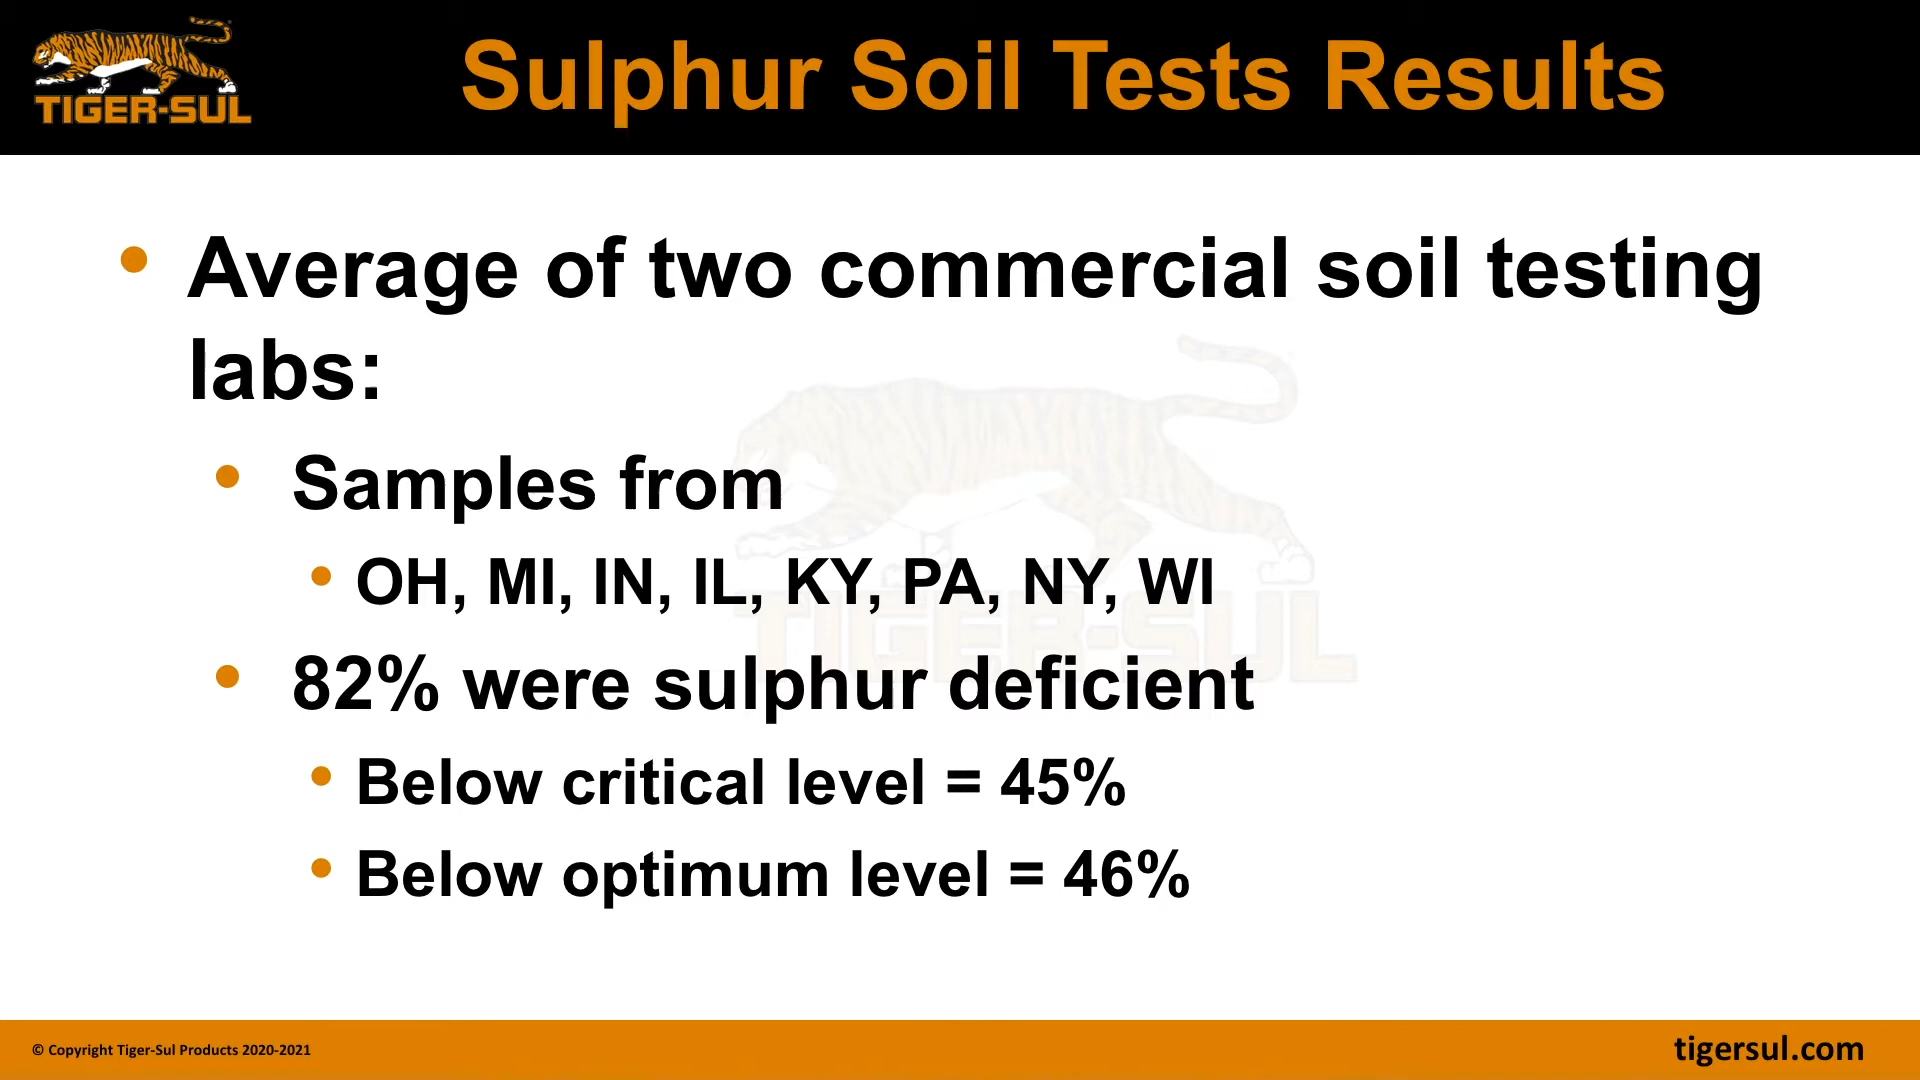 TIGER-SUL
Sulphur Soil Tests Results
• Average of two commercial soil testing
labs:
• Samples from
• OH, MI, IN, IL, KY, PA, NY, WI
TIGER-SUL
• 82% were sulphur deficient
• Below critical level = 45%
• Below optimum level = 46%
© Copyright Tiger-Sul Products 2020-2021
tigersul.com